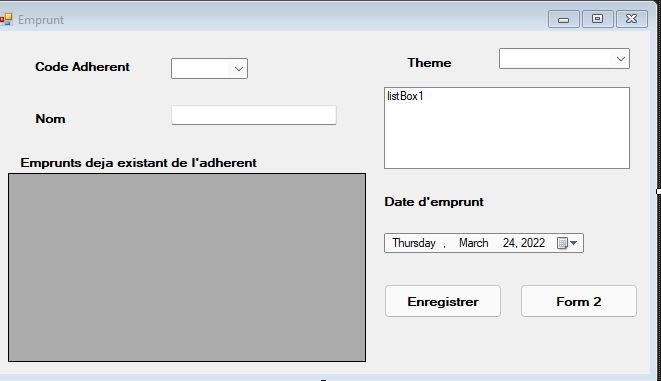 Emprunt
Code Adherent
Theme
listBox1
Nom
Emprunts deja existant de l'adherent
Date d'emprunt
Thursday , March 24, 2022
Enregistrer
Form 2